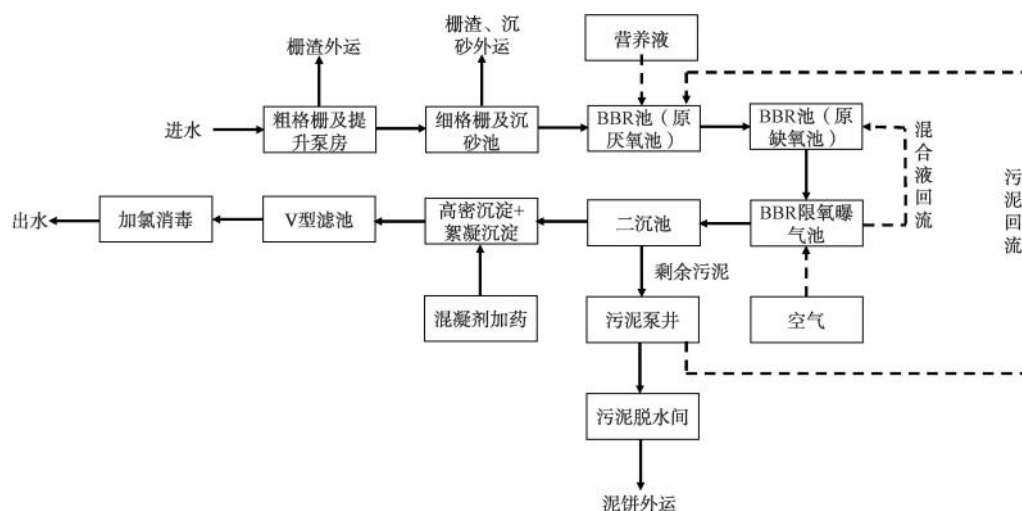 栅渣外运
栅渣、沉
砂外运
营养液
进水
粗格栅及提
升泵房
细格栅及沉
砂池
BBR池（原
厌氧池）
BBR池（原
缺氧池）
混合液回流
污泥回流
出水
加氯消毒
V型滤池
高密沉淀+
絮凝沉淀
二沉池
BBR限氧曝
气池
剩余污泥
混凝剂加药
污泥泵井
空气
污泥脱水间
泥饼外运